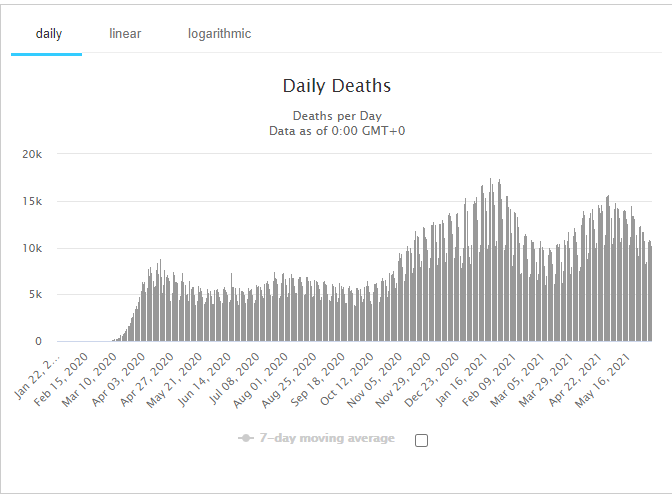 daily linear logarithmic
Daily Deaths
Deaths per Day
Data as of 0:00 GMT+0
20k
15k
10k
5k
0
Jan 22, 2...
Feb 15, 2020
Mar 10, 2020
Apr 03, 2020
Apr 27, 2020
May 21, 2020
Jun 14, 2020
Jul 08, 2020
Aug 01, 2020
Aug 25, 2020
Sep 18, 2020
Oct 12, 2020
Nov 05, 2020
Nov 29, 2020
Dec 23, 2020
Jan 16, 2021
Feb 09, 2021
Mar 05, 2021
Mar 29, 2021
Apr 22, 2021
May 16, 2021
7-day moving average